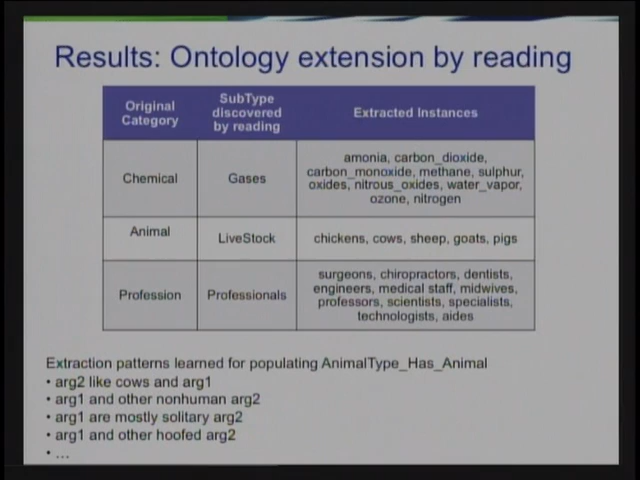 Results: Ontology extension by reading
Original
Category
SubType
discovered
by reading
Extracted Instances
Chemical
Gases
amonia, carbon_dioxide,
carbon_monoxide, methane, sulphur,
oxides, nitrous_oxides, water_vapor,
ozone, nitrogen
Animal
LiveStock
chickens, cows, sheep, goats, pigs
Profession
Professionals
surgeons, chiropractors, dentists,
engineers, medical staff, midwives,
professors, scientists, specialists,
technologists, aides
Extraction patterns learned for populating AnimalType_Has_Animal
• arg2 like cows and arg1
• arg1 and other nonhuman arg2
• arg1 are mostly solitary arg2
• arg1 and other hoofed arg2
• ...